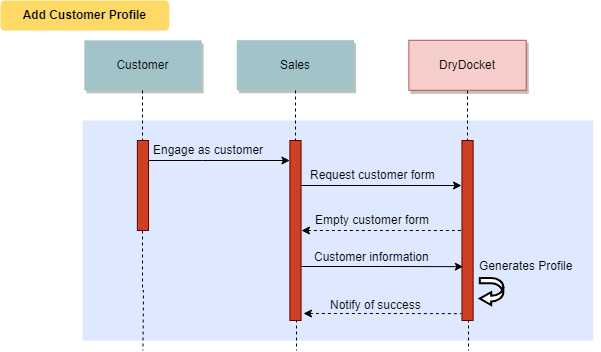 Add Customer Profile
Customer
Sales
DryDocket
Engage as customer
Request customer form
Empty customer form
Customer information
Generates Profile
Notify of success